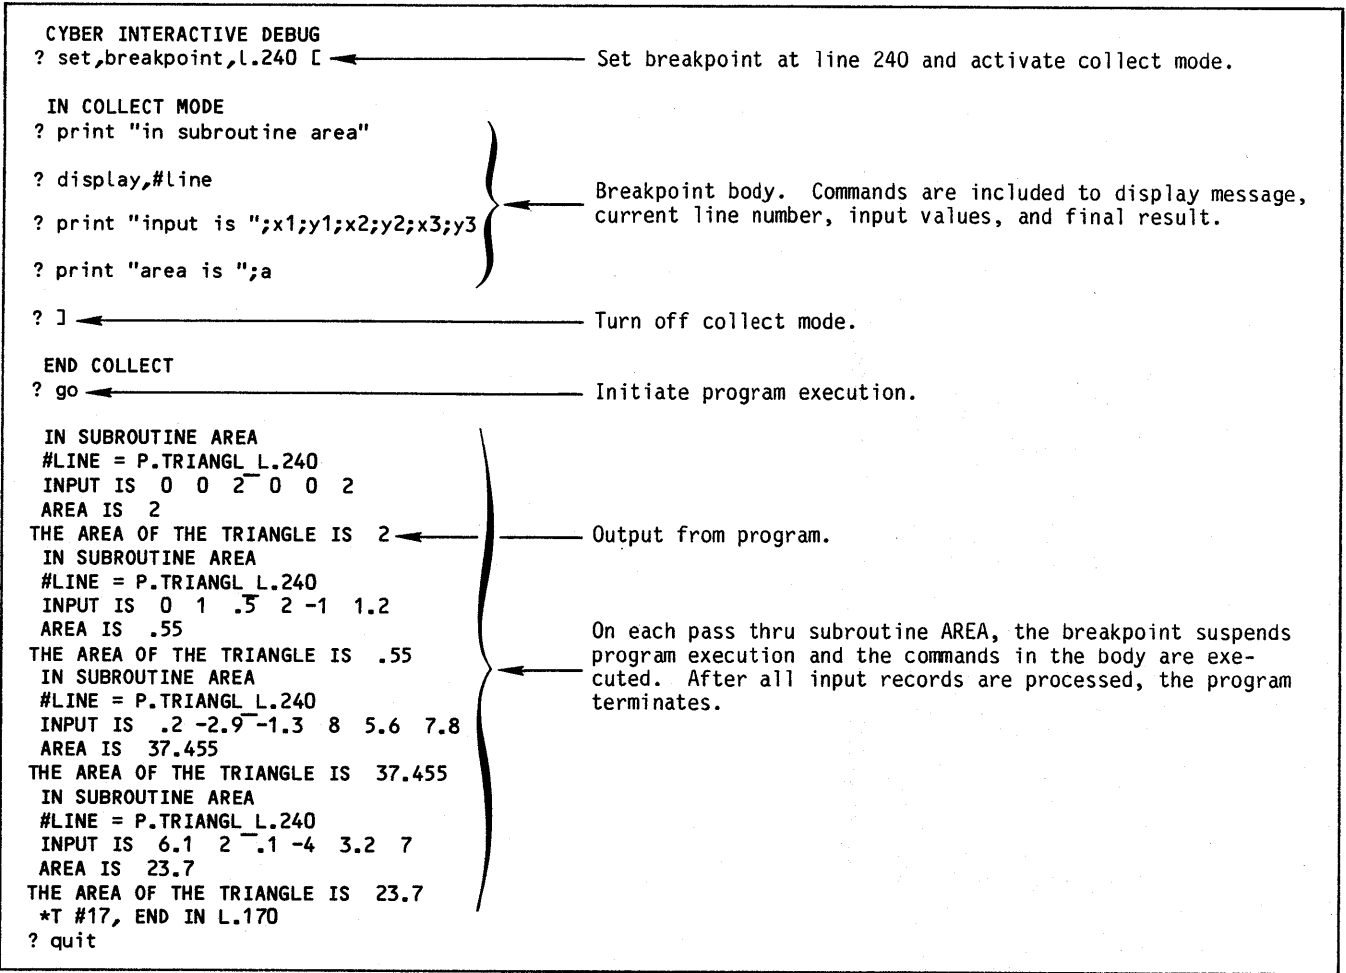 CYBER INTERACTIVE DEBUG
? set,breakpoint,l.240 [
Set breakpoint at line 240 and activate collect mode.
IN COLLECT MODE
? print "in subroutine area"
? display,#line
? print "input is ";x1;y1;x2;y2;x3;y3
? print "area is ";a
Breakpoint body. Commands are included to display message,
current line number, input values, and final result.
? ]
Turn off collect mode.
END COLLECT
? go
Initiate program execution.
IN SUBROUTINE AREA
#LINE = P.TRIANGL_L.240
INPUT IS 0 0 2 0 0 2
AREA IS 2
THE AREA OF THE TRIANGLE IS 2
Output from program.
IN SUBROUTINE AREA
#LINE = P.TRIANGL_L.240
INPUT IS 0 1 .5 2 -1 1.2
AREA IS .55
THE AREA OF THE TRIANGLE IS .55
IN SUBROUTINE AREA
#LINE = P.TRIANGL_L.240
INPUT IS .2 -2.9 -1.3 8 5.6 7.8
AREA IS 37.455
THE AREA OF THE TRIANGLE IS 37.455
IN SUBROUTINE AREA
#LINE = P.TRIANGL_L.240
INPUT IS 6.1 2 .1 -4 3.2 7
AREA IS 23.7
THE AREA OF THE TRIANGLE IS 23.7
*T #17, END IN L.170
? quit
On each pass thru subroutine AREA, the breakpoint suspends
program execution and the commands in the body are exe-
cuted. After all input records are processed, the program
terminates.